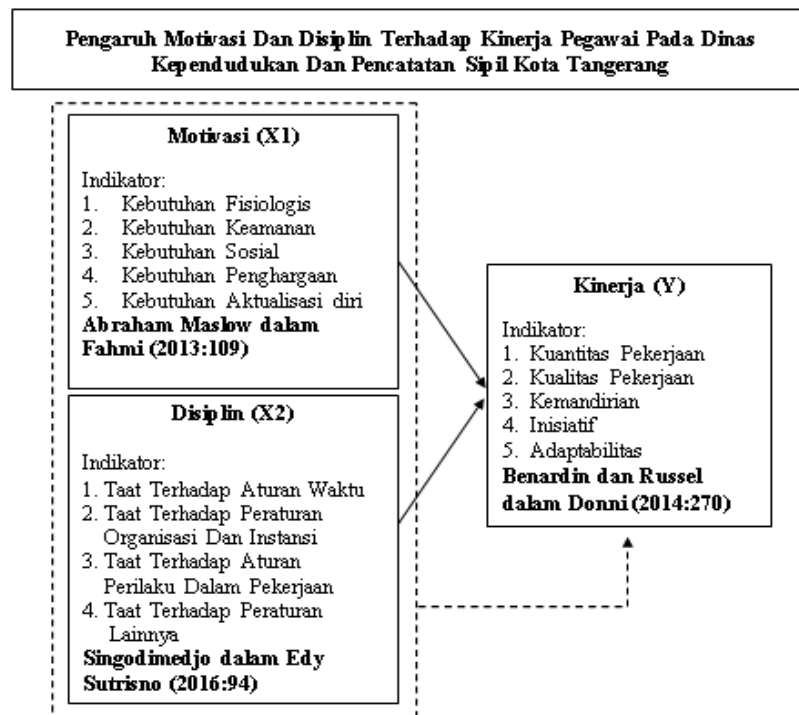 Pengaruh Motivasi Dan Disiplin Terhadap Kinerja Pegawai Pada Dinas
Kependudukan Dan Pencatatan Sipil Kota Tangerang
Motivasi (X1)
Indikator:
1. Kebutuhan Fisiologis
2. Kebutuhan Keamanan
3. Kebutuhan Sosial
4. Kebutuhan Penghargaan
5. Kebutuhan Aktualisasi diri
Abraham Maslow dalam
Fahmi (2013:109)
Disiplin (X2)
Indikator:
1. Taat Terhadap Aturan Waktu
2. Taat Terhadap Peraturan
Organisasi Dan Instansi
3. Taat Terhadap Aturan
Perilaku Dalam Pekerjaan
4. Taat Terhadap Peraturan
Lainnya
Singodimedjo dalam Edy
Sutrisno (2016:94)
Kinerja (Y)
Indikator:
1. Kuantitas Pekerjaan
2. Kualitas Pekerjaan
3. Kemandirian
4. Inisiatif
5. Adaptabilitas
Benardin dan Russel
dalam Donni (2014:270)